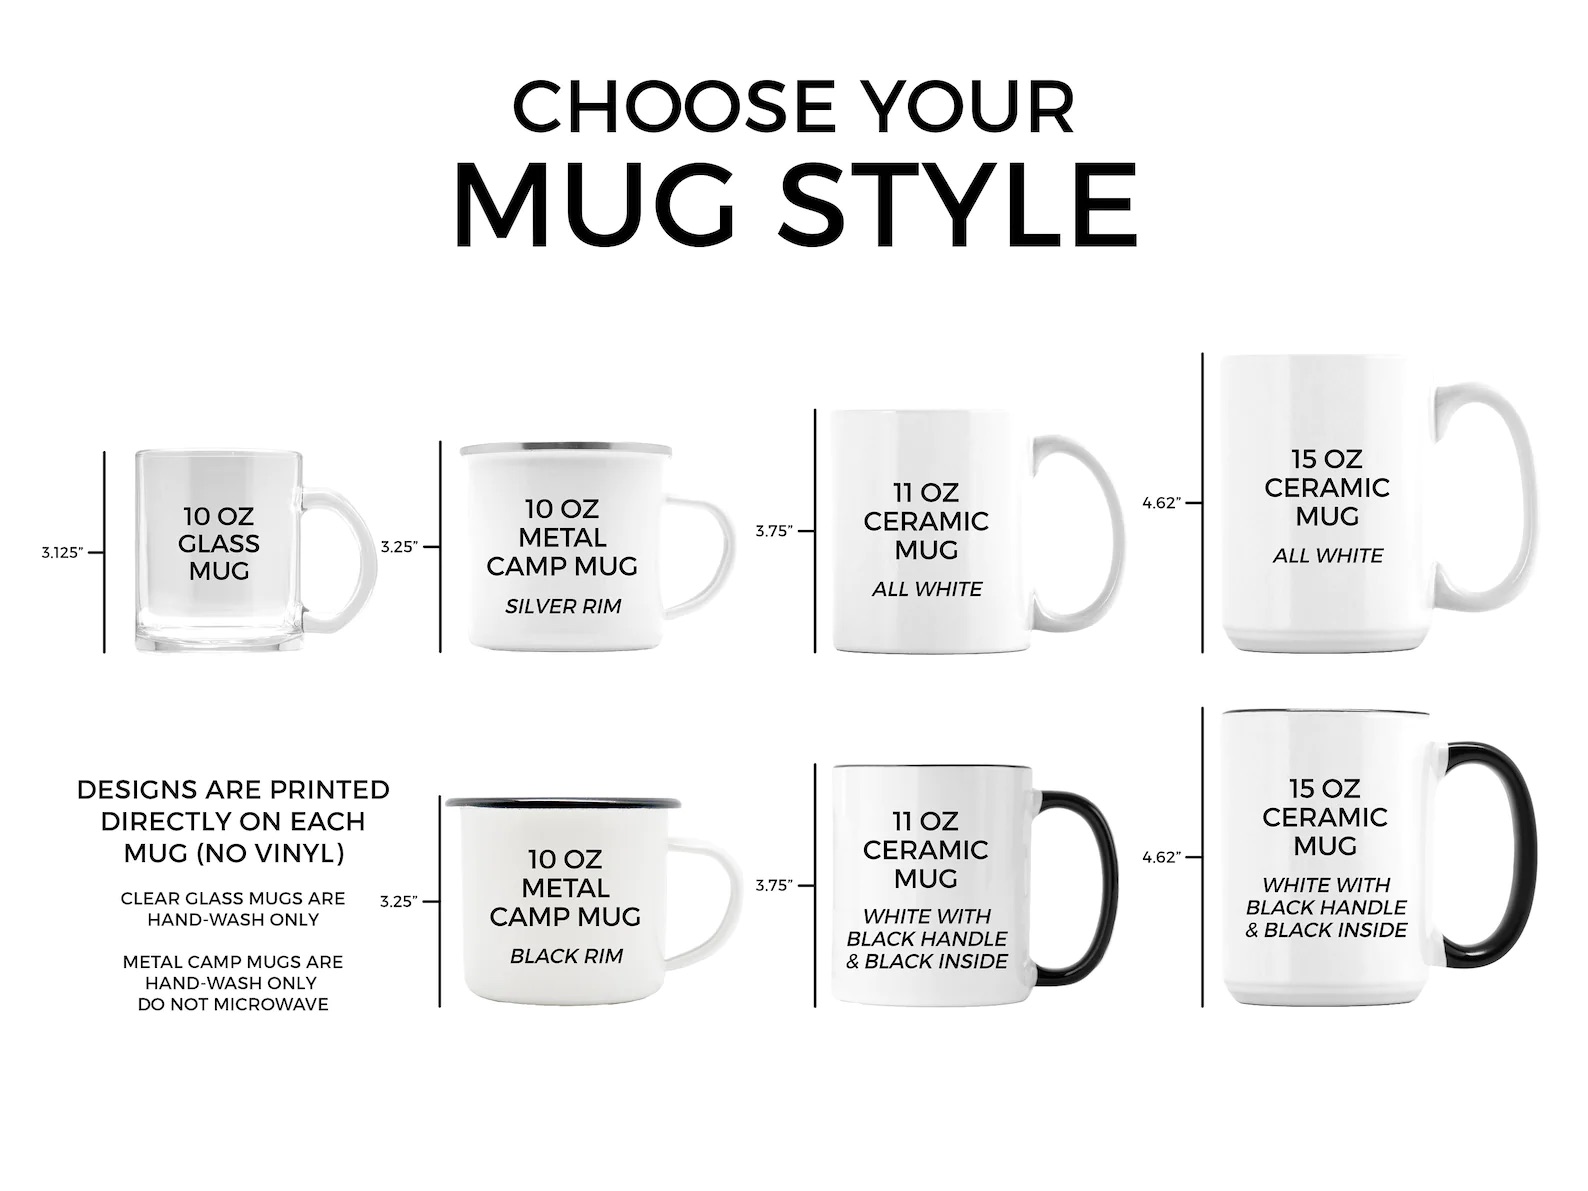 CHOOSE YOUR
MUG STYLE
3.125”
10 OZ
GLASS
MUG
3.25”
10 OZ
METAL
CAMP MUG
SILVER RIM
3.75”
11 OZ
CERAMIC
MUG
ALL WHITE
4.62”
15 OZ
CERAMIC
MUG
ALL WHITE
DESIGNS ARE PRINTED
DIRECTLY ON EACH
MUG (NO VINYL)
CLEAR GLASS MUGS ARE
HAND-WASH ONLY
METAL CAMP MUGS ARE
HAND-WASH ONLY
DO NOT MICROWAVE
3.25”
10 OZ
METAL
CAMP MUG
BLACK RIM
3.75”
11 OZ
CERAMIC
MUG
WHITE WITH
BLACK HANDLE
& BLACK INSIDE
4.62”
15 OZ
CERAMIC
MUG
WHITE WITH
BLACK HANDLE
& BLACK INSIDE